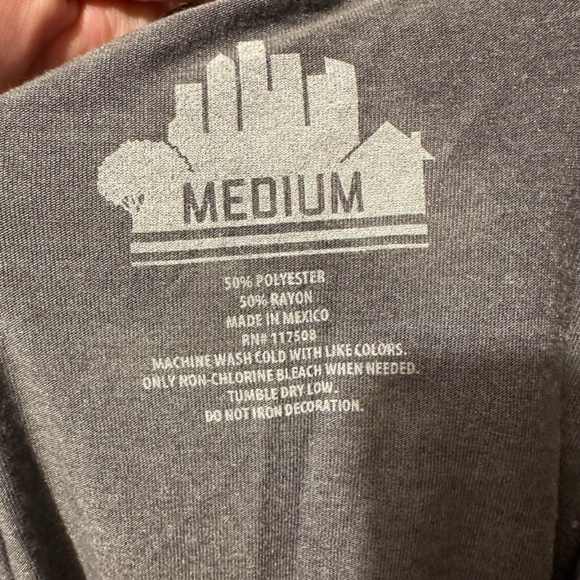 MEDIUM
50% POLYESTER
50% RAYON
MADE IN MEXICO
RN# 117508
MACHINE WASH COLD WITH LIKE COLORS.
ONLY NON-CHLORINE BLEACH WHEN NEEDED.
TUMBLE DRY LOW.
DO NOT IRON DECORATION.